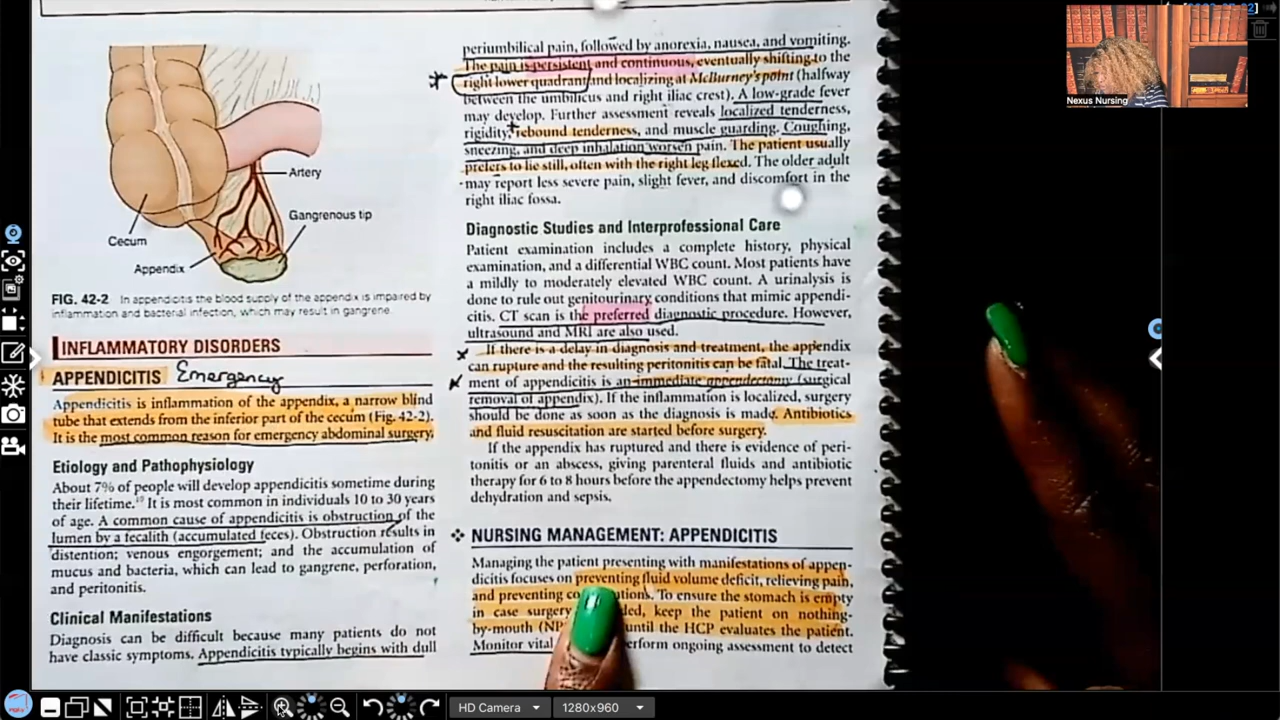 HD Camera
Nexus Nursing
Artery
Gangrenous tip
Cecum
Appendix
FIG. 42-2 In appendicitis the blood supply of the appendix is impaired by
inflammation and bacterial infection, which may result in gangrene.
INFLAMMATORY DISORDERS
APPENDICITIS Emergency
Appendicitis is inflammation of the appendix, a narrow blind
tube that extends from the inferior part of the cecum (Fig. 42-2).
It is the most common reason for emergency abdominal surgery.
Etiology and Pathophysiology
About 7% of people will develop appendicitis sometime during
their lifetime. It is most common in individuals 10 to 30 years
of age. A common cause of appendicitis is obstruction of the
lumen by a fecalith (accumulated feces). Obstruction results in
distention; venous engorgement; and the accumulation of
mucus and bacteria, which can lead to gangrene, perforation,
and peritonitis.
Clinical Manifestations
Diagnosis can be difficult because many patients do not
have classic symptoms. Appendicitis typically begins with dull
periumbilical pain, followed by anorexia, nausea, and vomiting.
The pain is persistent and continuous, eventually shifting to the
right lower quadrant and localizing at McBurney's point (halfway
between the umbilicus and right iliac crest). A low-grade fever
may develop. Further assessment reveals localized tenderness,
rigidity, rebound tenderness, and muscle guarding. Coughing,
sneezing, and deep inhalation worsen pain. The patient usually
prefers to lie still, often with the right leg flexed. The older adult
may report less severe pain, slight fever, and discomfort in the
right iliac fossa.
Diagnostic Studies and Interprofessional Care
Patient examination includes a complete history, physical
examination, and a differential WBC count. Most patients have
a mildly to moderately elevated WBC count. A urinalysis is
done to rule out genitourinary conditions that mimic appendi-
citis. CT scan is the preferred diagnostic procedure. However,
ultrasound and MRI are also used.
If there is a delay in diagnosis and treatment, the appendix
can rupture and the resulting peritonitis can be fatal. The treat-
ment of appendicitis is an immediate appendectomy (surgical
removal of appendix). If the inflammation is localized, surgery
should be done as soon as the diagnosis is made. Antibiotics
and fluid resuscitation are started before surgery.
If the appendix has ruptured and there is evidence of peri-
tonitis or an abscess, giving parenteral fluids and antibiotic
therapy for 6 to 8 hours before the appendectomy helps prevent
dehydration and sepsis.
NURSING MANAGEMENT: APPENDICITIS
Managing the patient presenting with manifestations of appen-
dicitis focuses on preventing fluid volume deficit, relieving pain,
and preventing To ensure the stomach is empty
in case surgery keep the patient on nothing-
by-mouth until the HCP evaluates the patient.
Monitor vital perform ongoing assessment to detect
HD Camera 1280x960